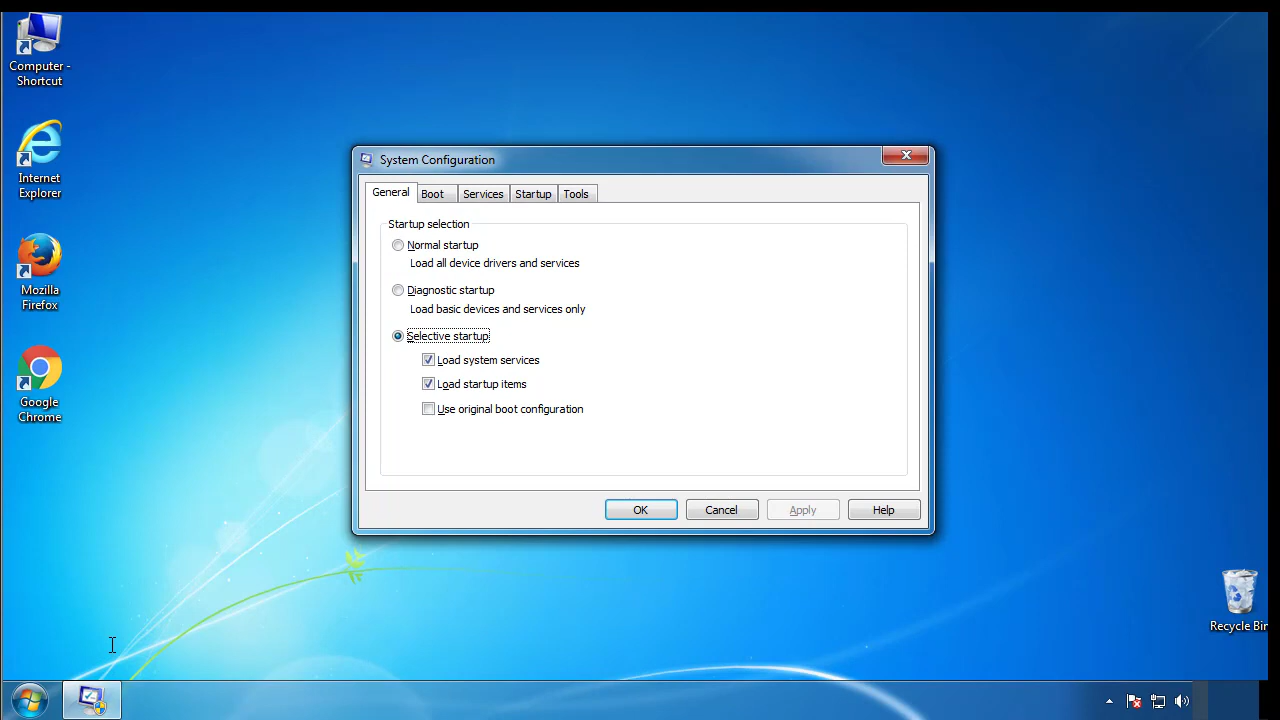 Computer -
Shortcut
Internet
Explorer
Mozilla
Firefox
Google
Chrome
System Configuration
General Boot Services Startup Tools
Startup selection
Normal startup
Load all device drivers and services
Diagnostic startup
Load basic devices and services only
Selective startup
Load system services
Load startup items
Use original boot configuration
OK Cancel Apply Help
Recycle Bin